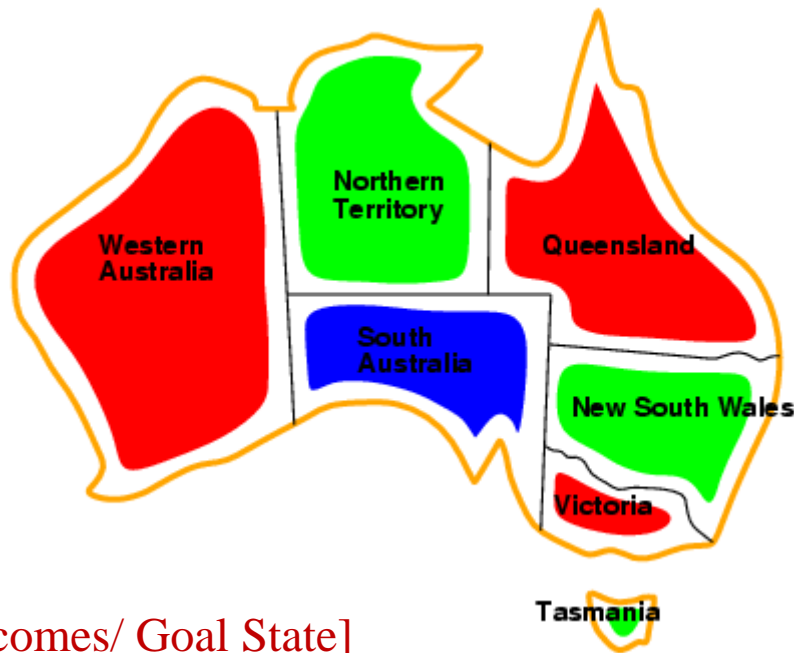 Northern
Territory
Western
Australia
Queensland
South
Australia
New South Wales
Victoria
Tasmania
comes/ Goal State]